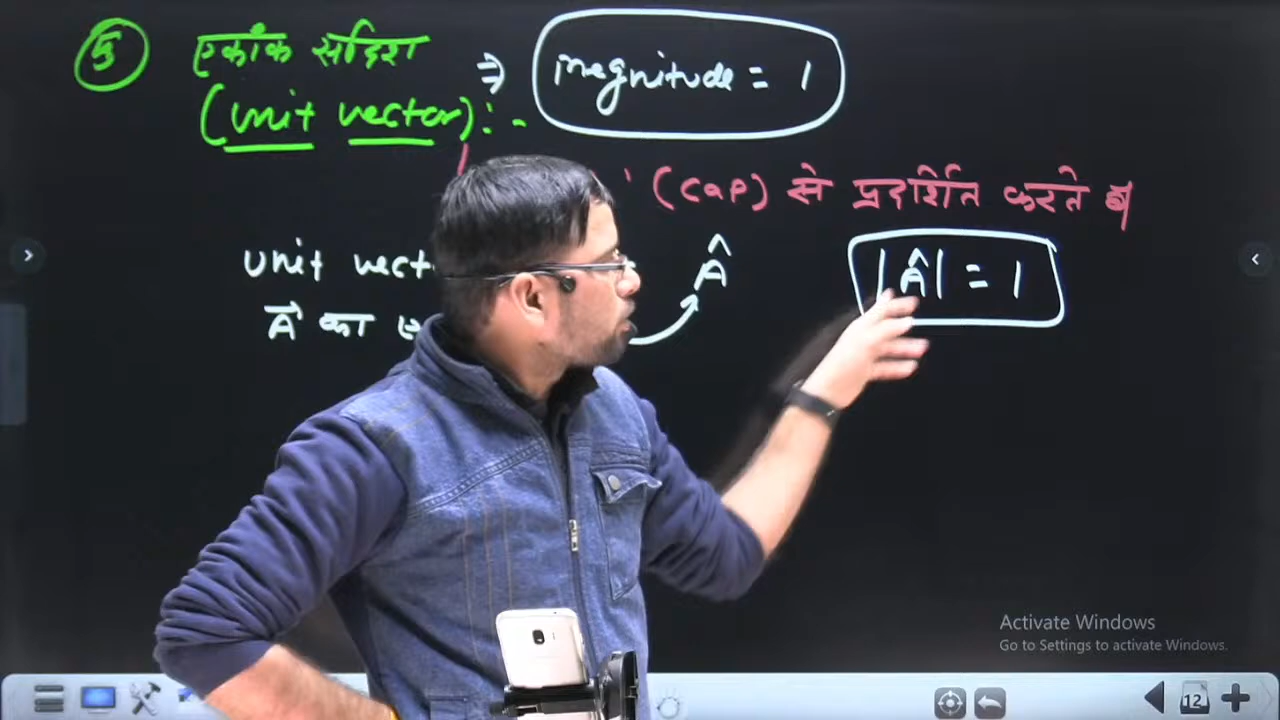 5 एकांक सदिश
(unit vector):- ⇒ magnitude = 1
(cap) से प्रदर्शित करते
unit vect
A⃗ का Â |Â| = 1
Activate Windows
Go to Settings to activate Windows.
12